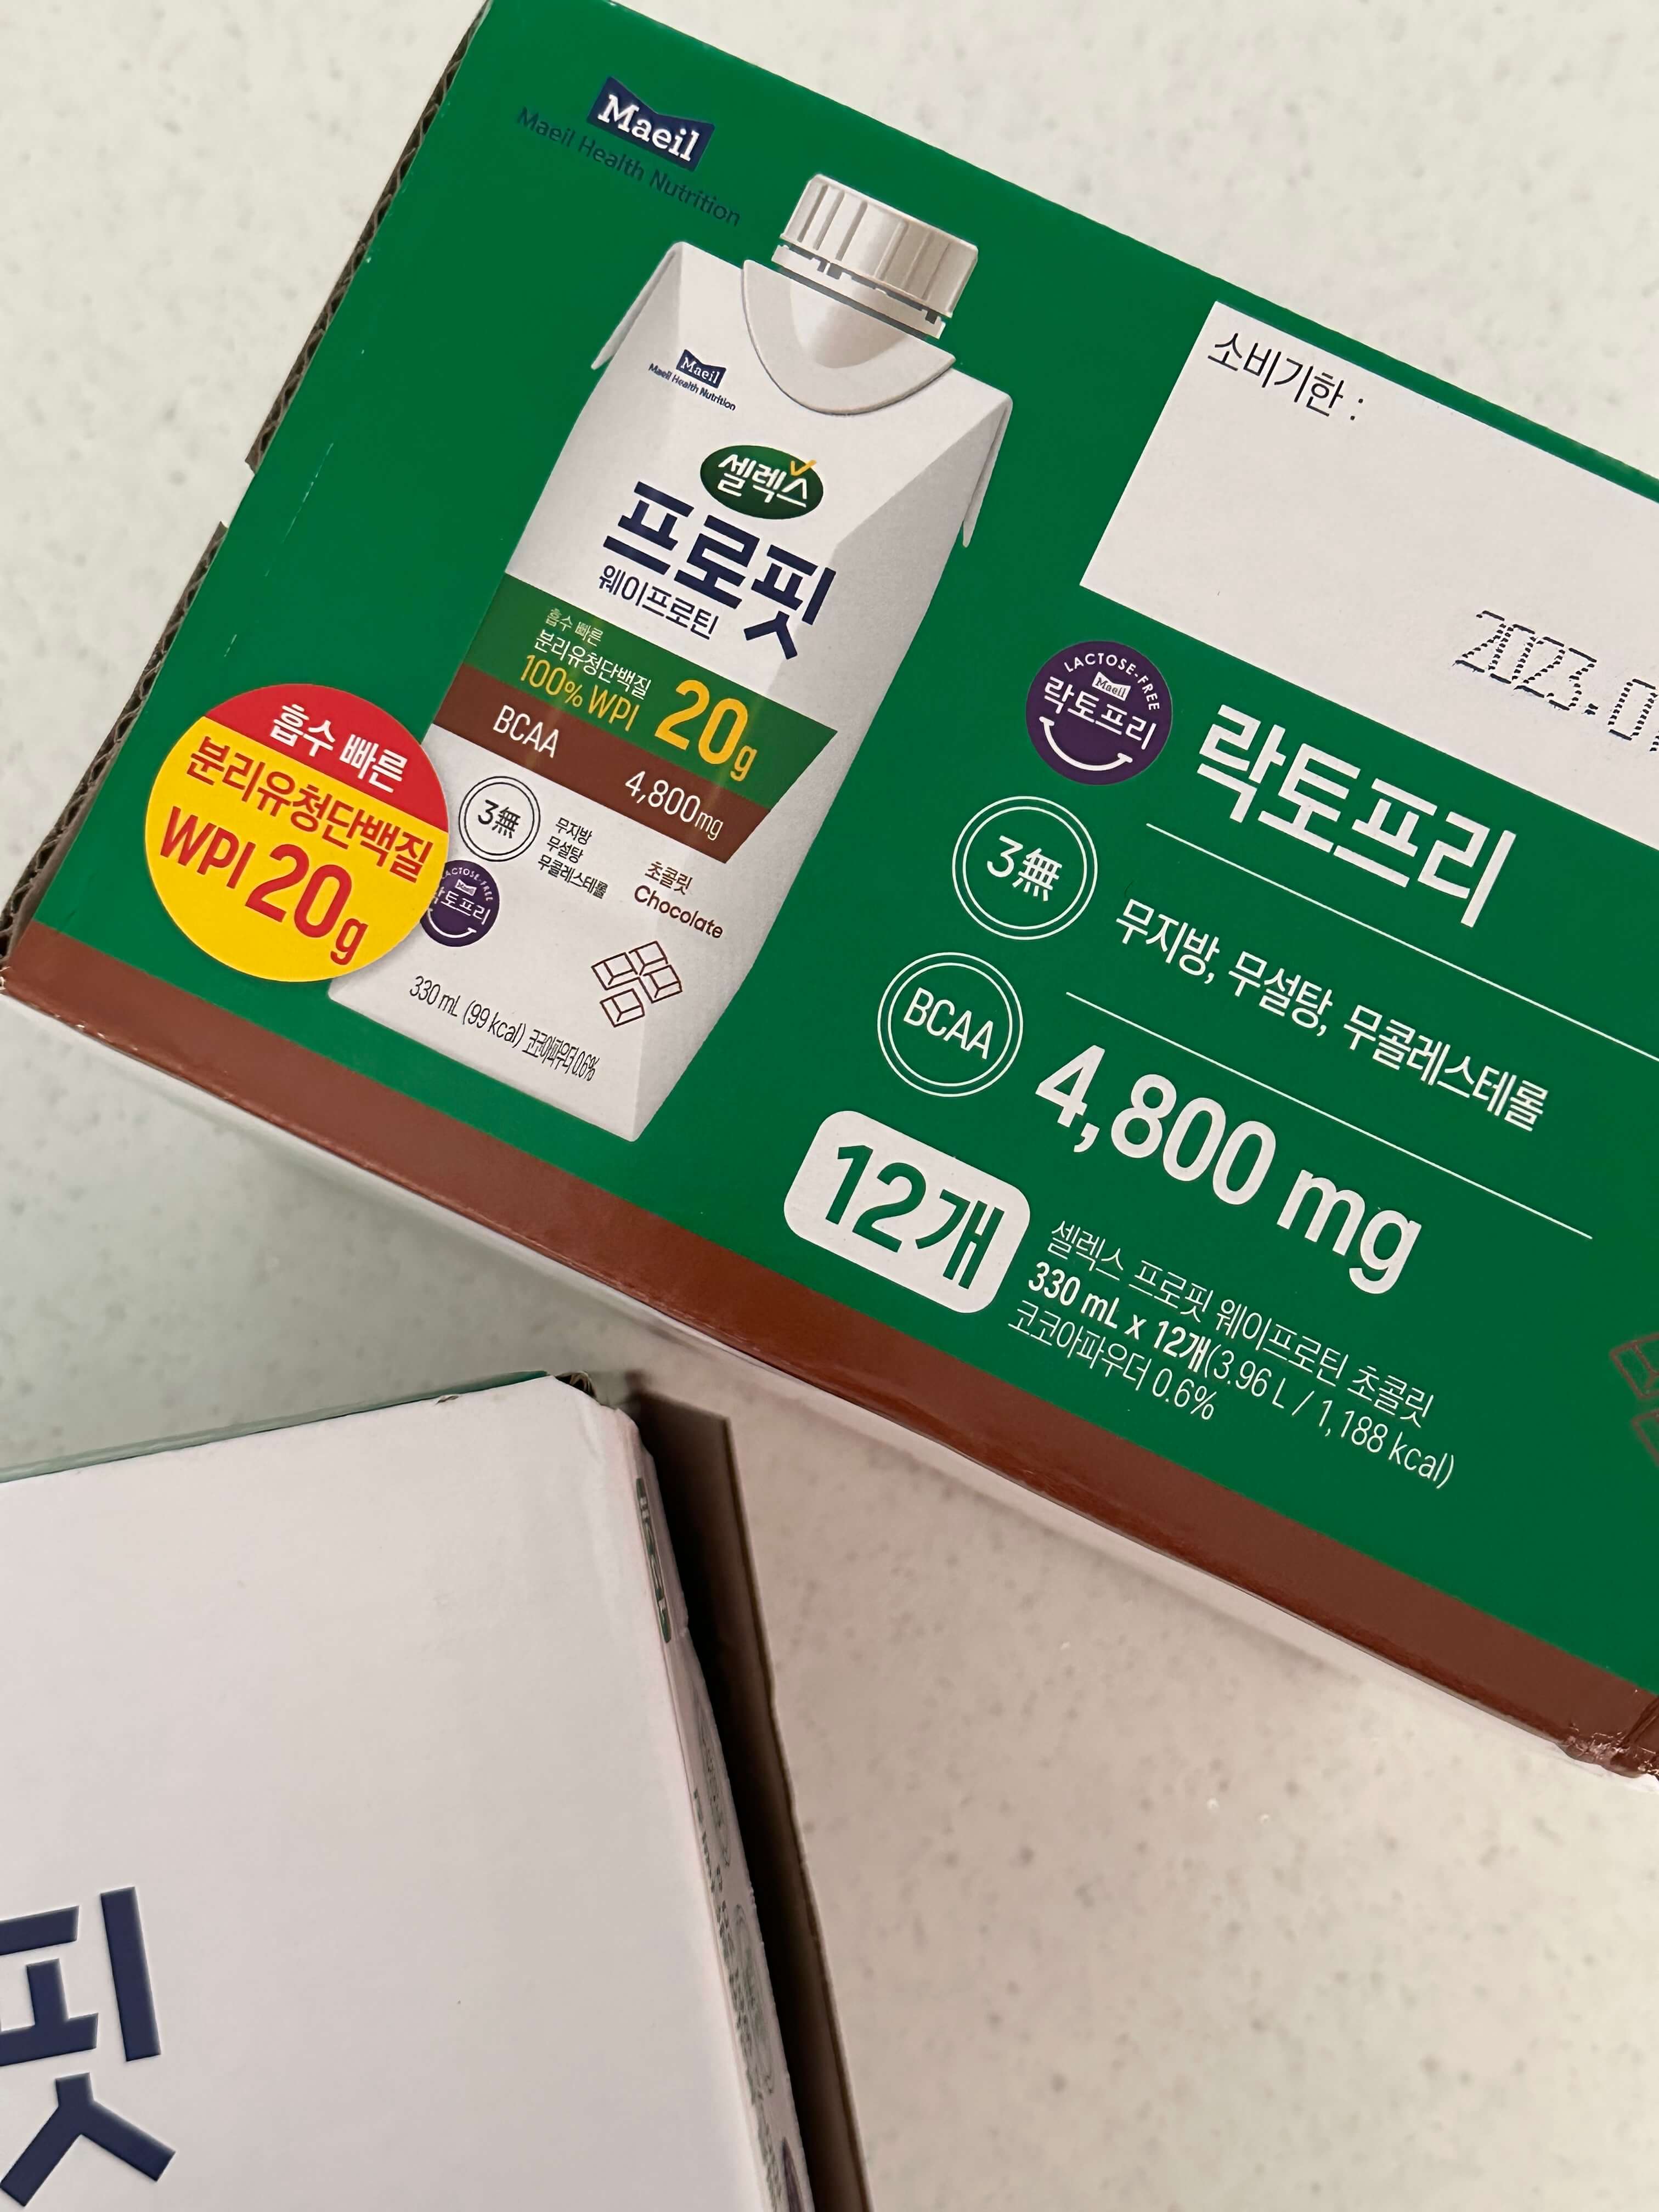 Maeil
Maeil Health Nutrition
Maeil
Maeil Health Nutrition
셀렉스
프로핏
웨이프로틴
흡수 빠른
분리유청단백질
100% WPI 20g
BCAA 4,800mg
3無
무지방
무설탕
무콜레스테롤
초콜릿
Chocolate
락토프리
330 mL (99 kcal) 코코아파우더 0.6%
흡수 빠른
분리유청단백질
WPI 20g
소비기한 :
2023.0
LACTOSE-FREE
Maeil
락토프리
락토프리
3無
무지방, 무설탕, 무콜레스테롤
BCAA
4,800 mg
12개
셀렉스 프로핏 웨이프로틴 초콜릿
330 mL x 12개(3.96 L / 1,188 kcal)
코코아파우더 0.6%
핏